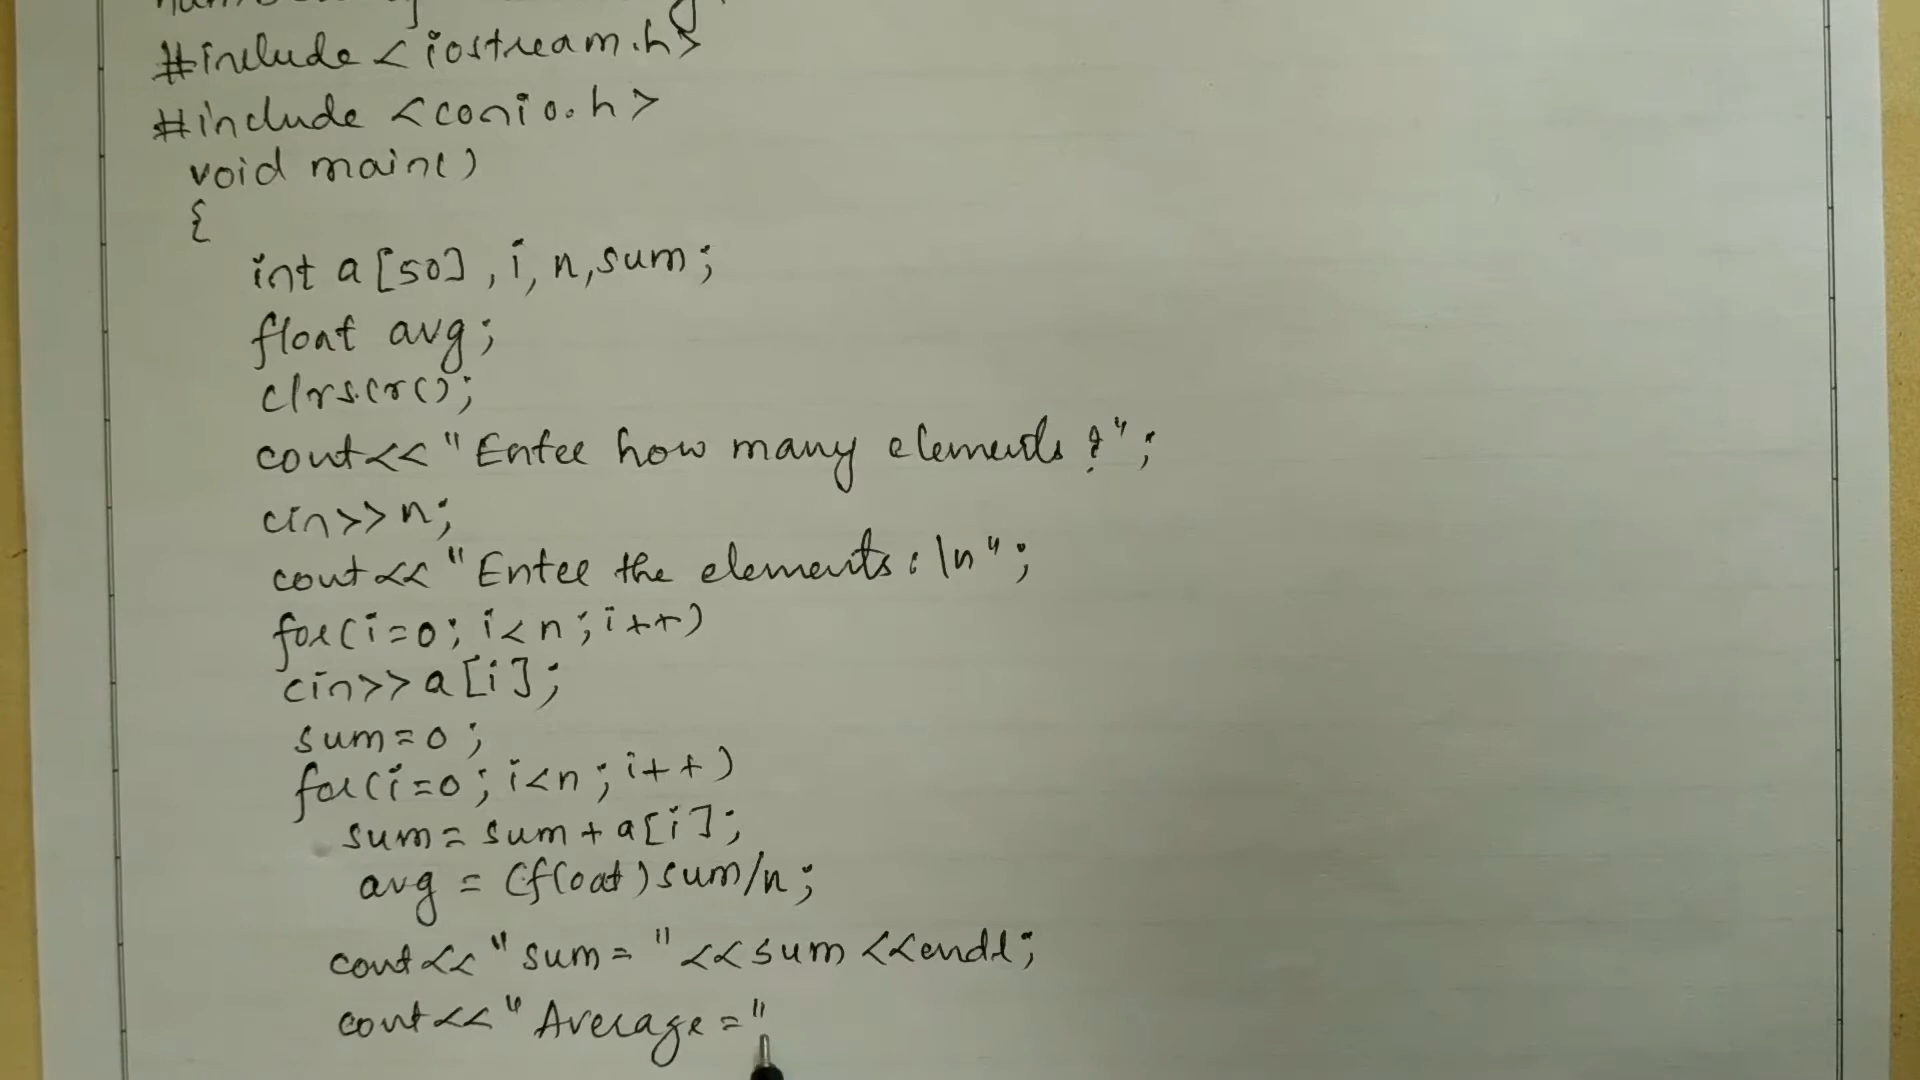 #include <iostream.h>
#include <conio.h>
void main()
{
int a[50], i, n, sum;
float avg;
clrscr();
cout<<"Enter how many elements?";
cin>>n;
cout<<"Enter the elements:\n";
for(i=0; i<n; i++)
cin>>a[i];
sum=0;
for(i=0; i<n; i++)
sum = sum + a[i];
avg = (float)sum/n;
cout<<"sum = "<<sum<<endl;
cout<<"Average ="